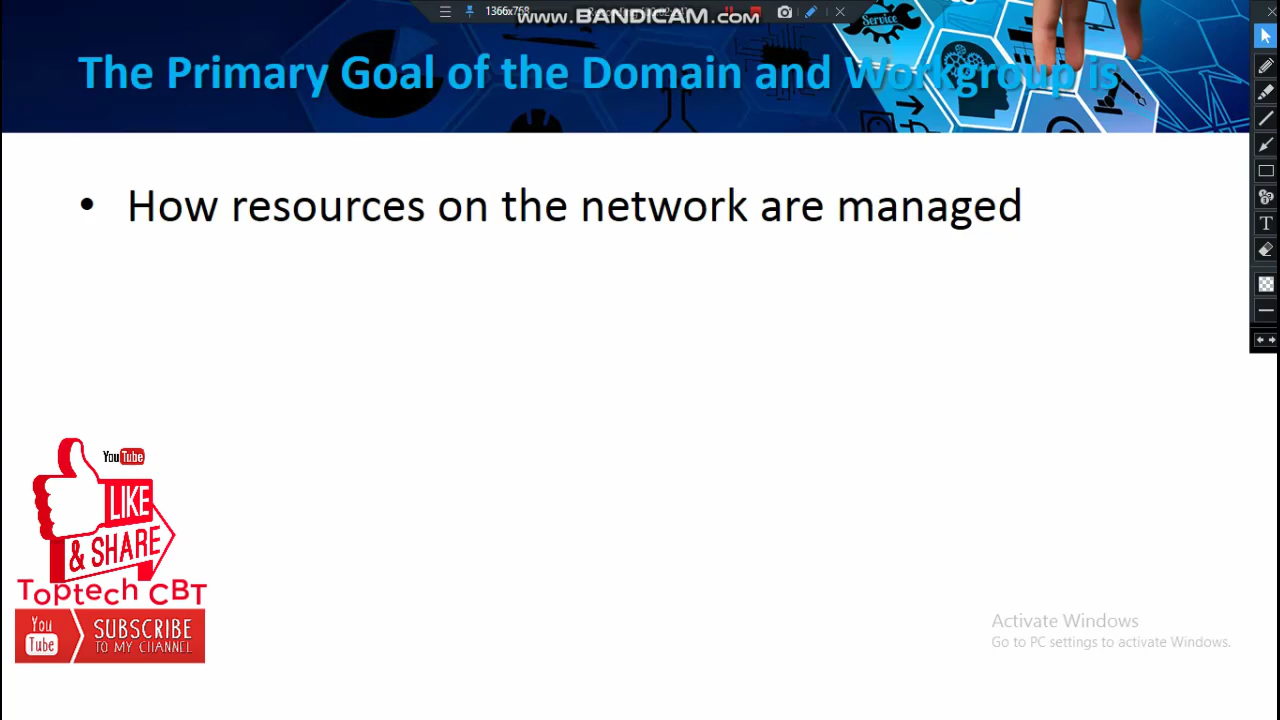 1366x768
www.BANDICAM.com
The Primary Goal of the Domain and Workgroup is
Service
• How resources on the network are managed
You Tube
LIKE
& SHARE
Toptech CBT
You Tube
SUBSCRIBE
TO MY CHANNEL
Activate Windows
Go to PC settings to activate Windows.
T